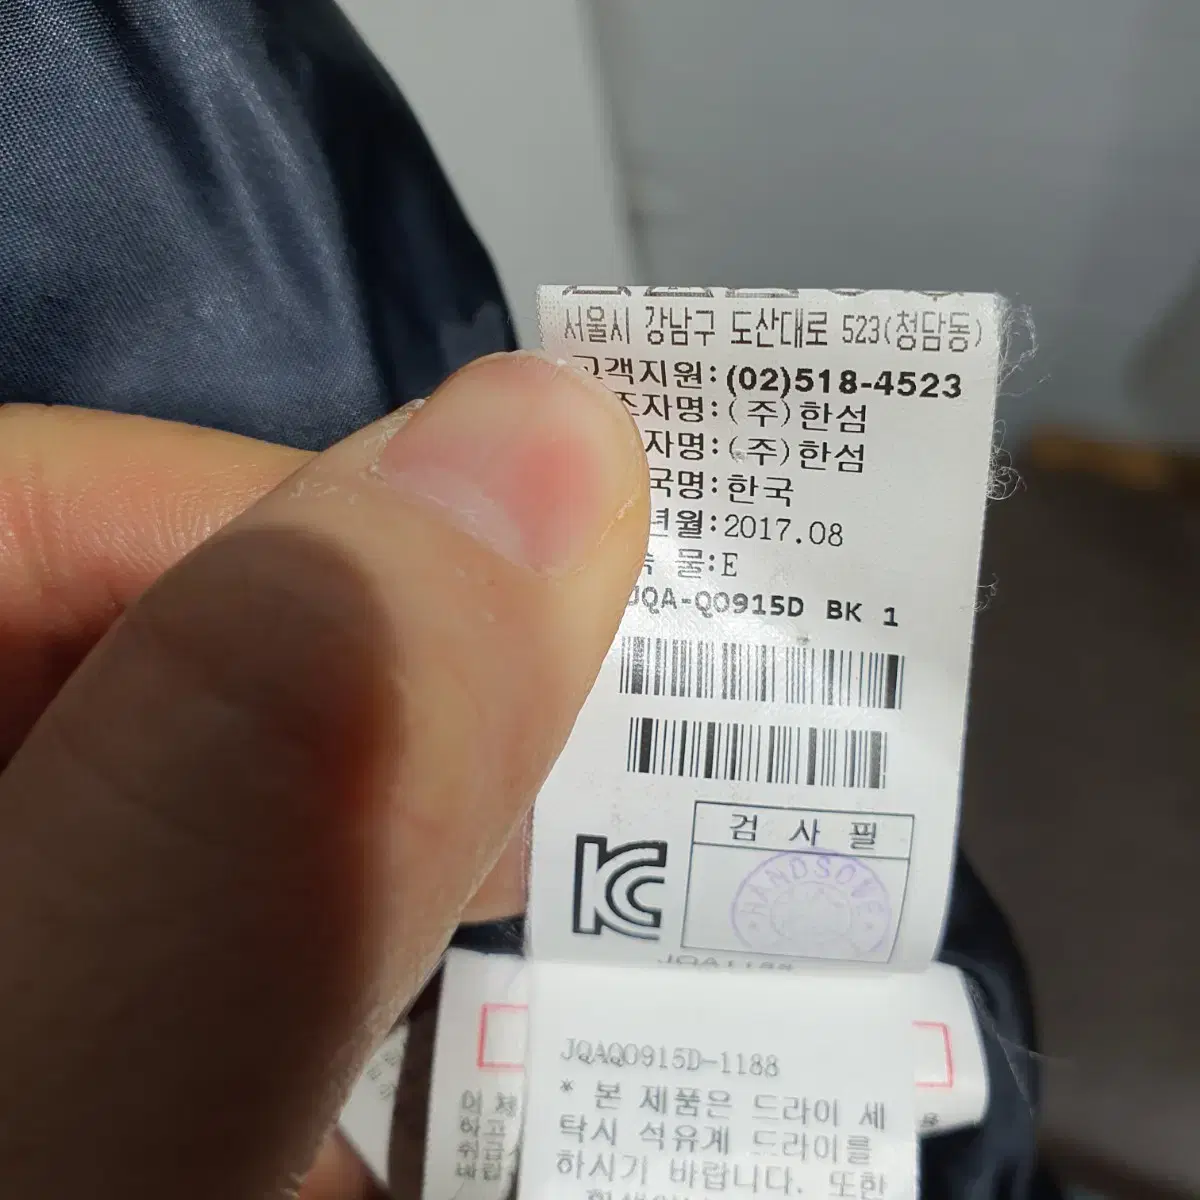 서울시 강남구 도산대로 523(청담동)
고객지원:(02)518-4523
조자명:(주)한섬
자명:(주)한섬
국명:한국
년월:2017.08
물:E
JQA-QO915D BK 1
검 사 필
HANDSOME
JQAQO915D-1188
* 본 제품은 드라이 세
탁시 석유계 드라이를
하시기 바랍니다. 또한